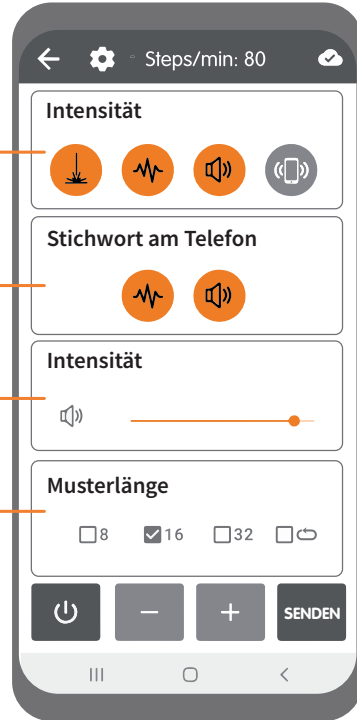 Steps/min: 80
Intensität
Stichwort am Telefon
Intensität
Musterlänge
8 16 32
SENDEN